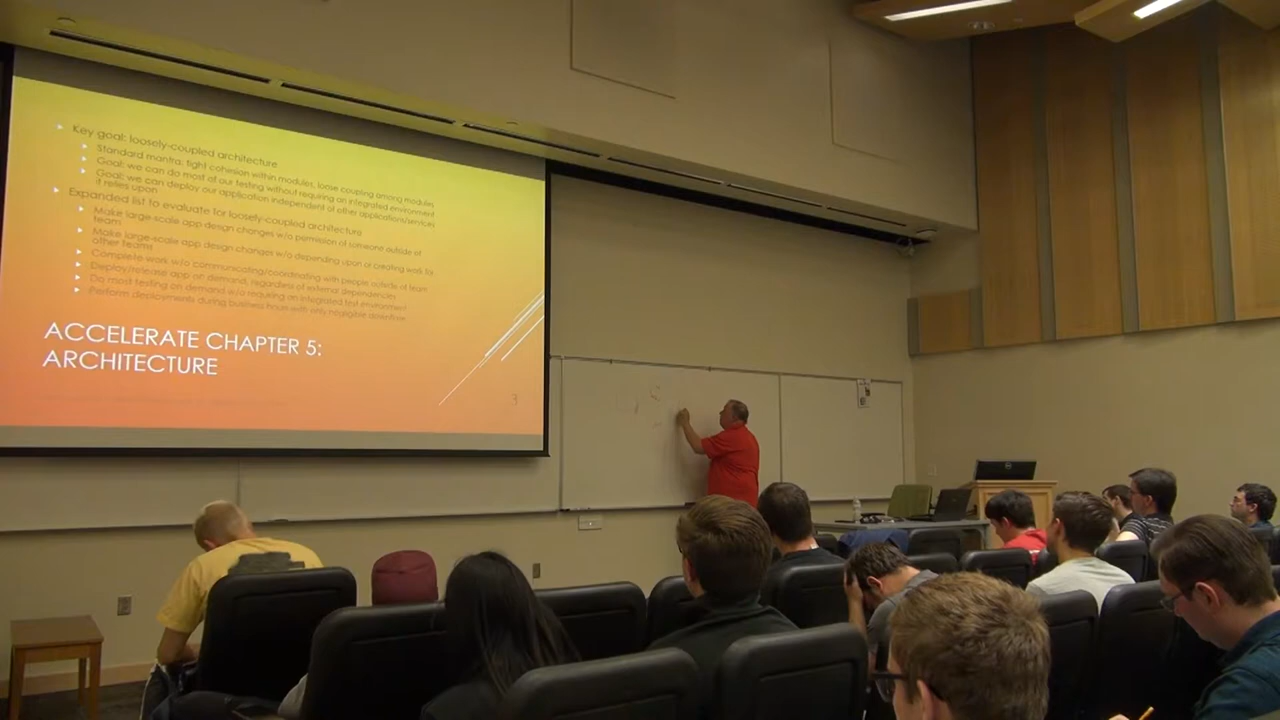 Key goal: loosely-coupled architecture
Standard mantra: tight cohesion within modules, loose coupling among modules
Goal: we can do most of our testing without requiring an integrated environment
Goal: we can deploy our application independent of other applications/services
it relies upon
Expanded list to evaluate for loosely-coupled architecture
Make large scale app design changes w/o permission of someone outside of
team
Make large-scale app design changes w/o depending upon or creating work for
other teams
Complete work w/o communicating/coordinating with people outside of team
Deploy/release app on demand, regardless of external dependencies
Do most testing on demand w/o requiring an integrated test environment
Perform deployments during business hours with only negligible downtime
ACCELERATE CHAPTER 5:
ARCHITECTURE
3